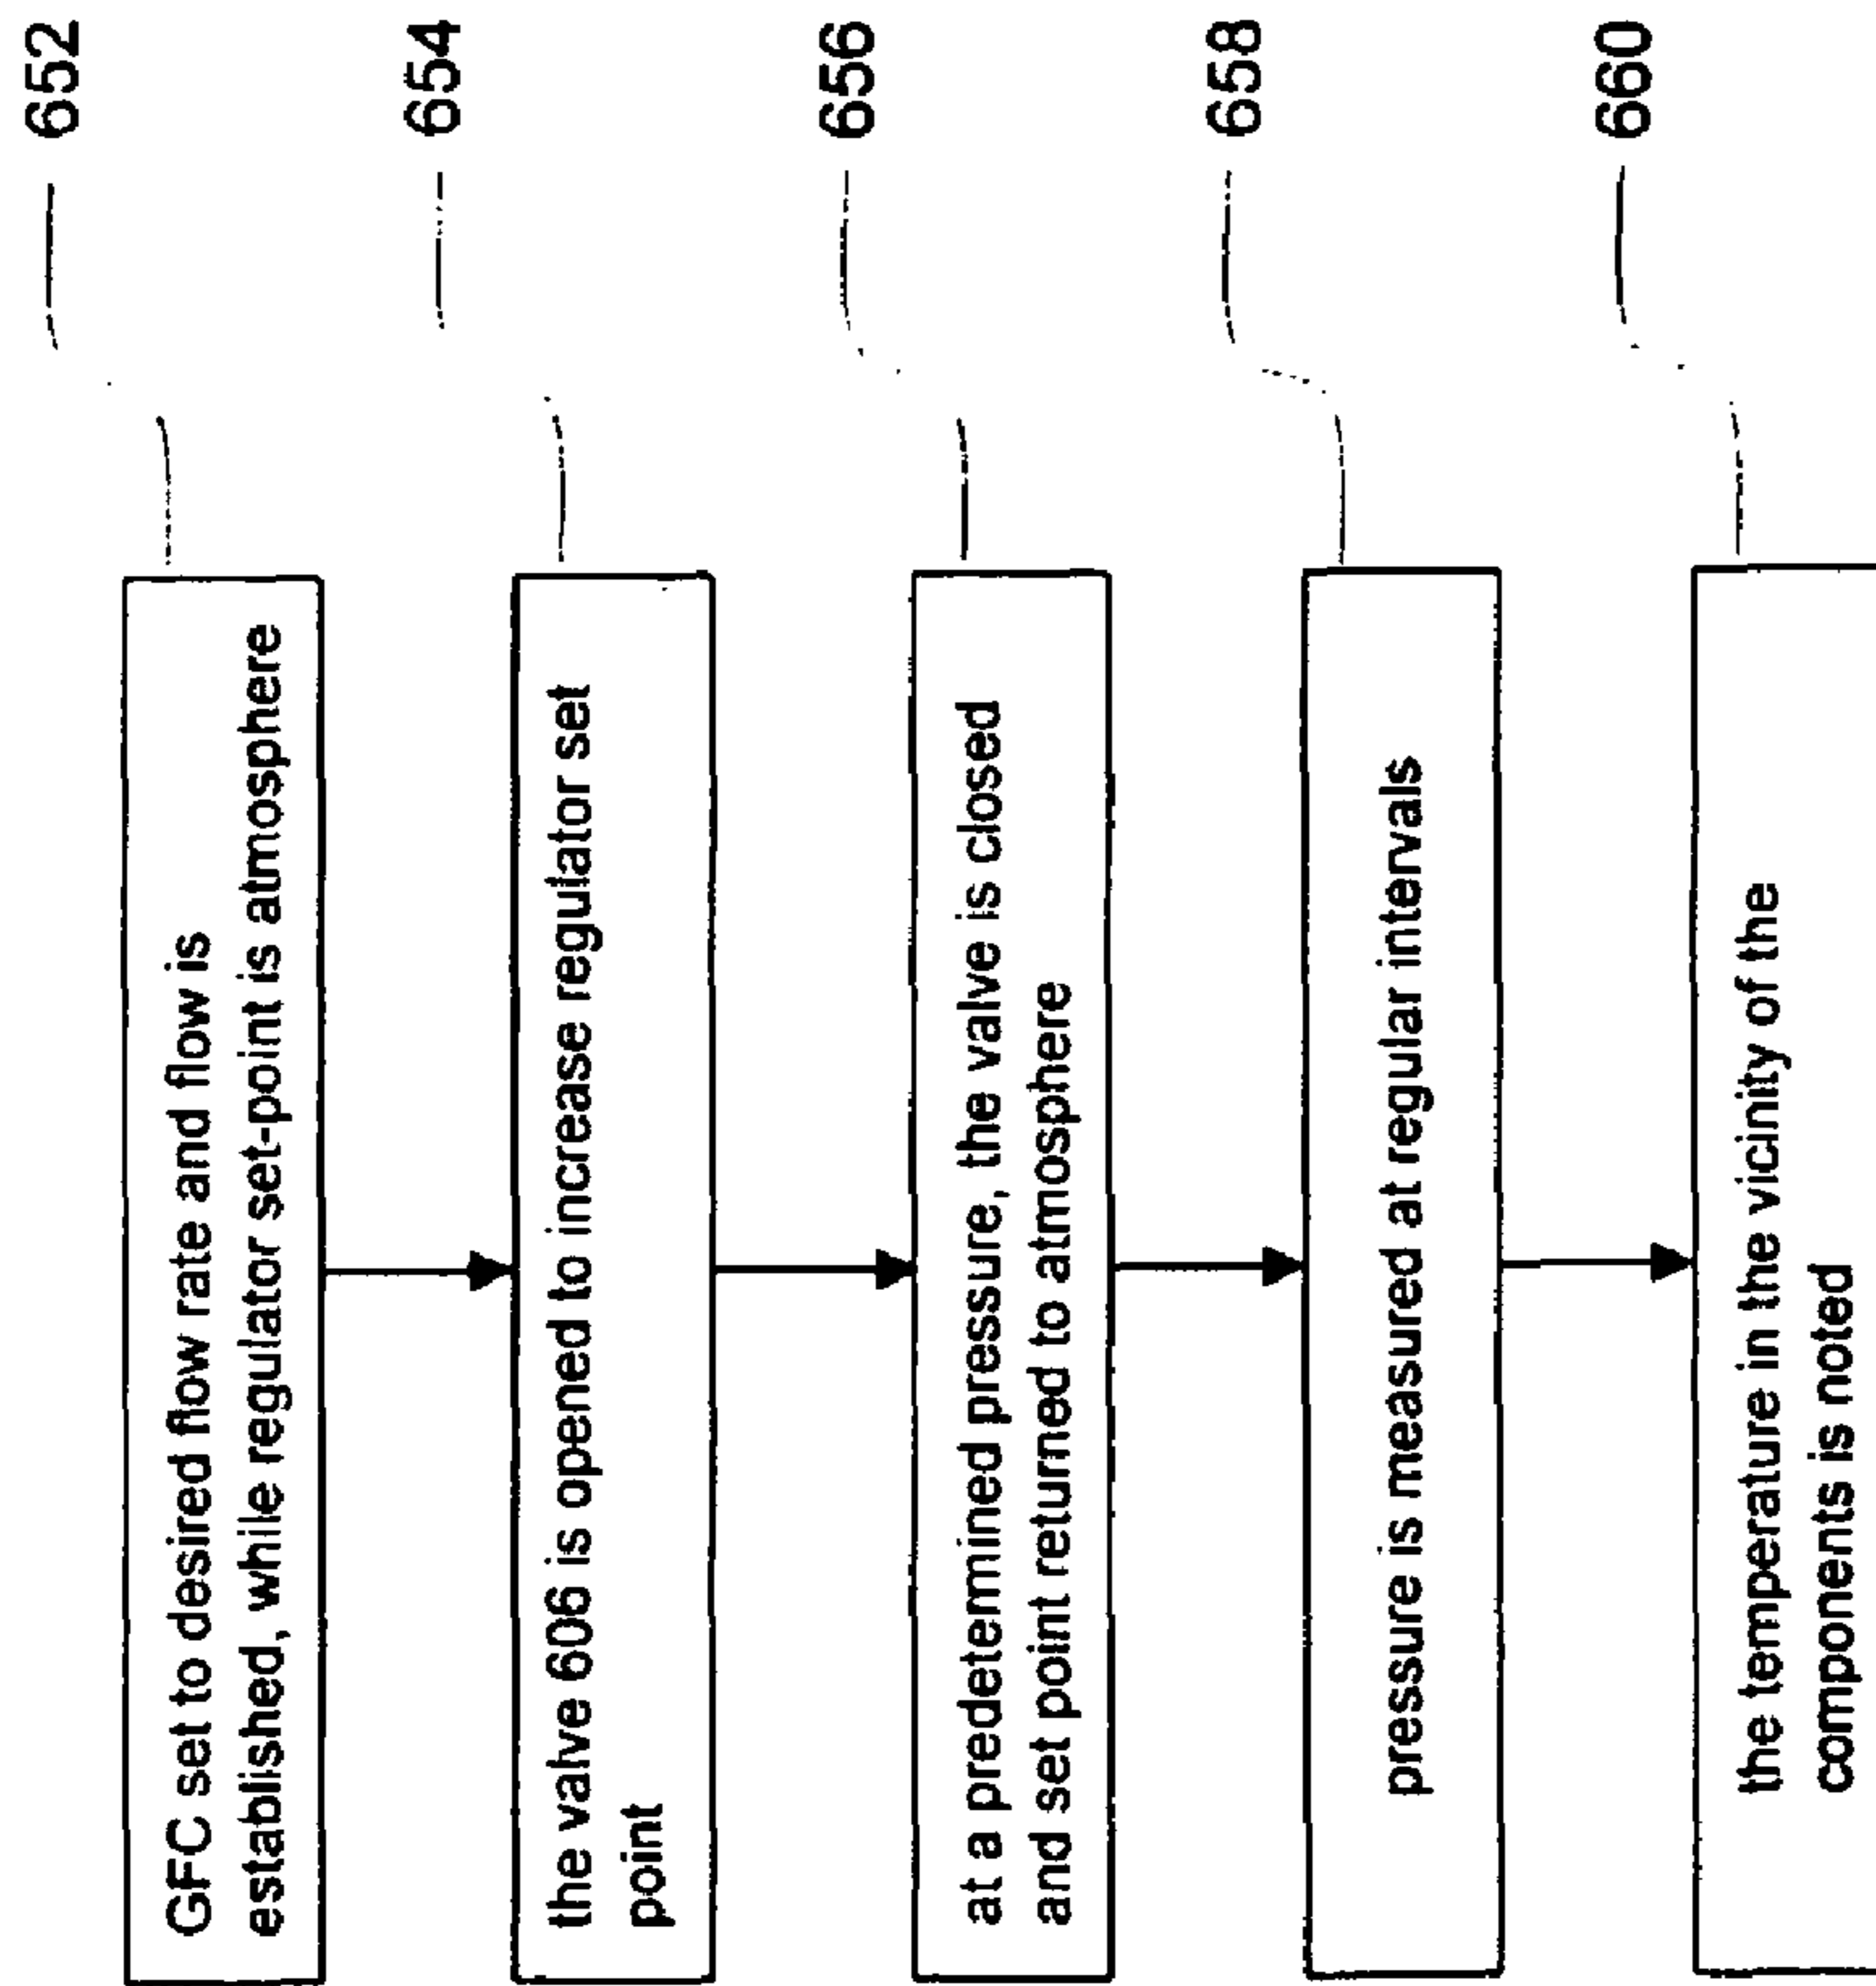 652
GFC set to desired flow rate and flow is
established, while regulator set-point is atmosphere
654
the valve 606 is opened to increase regulator set
point
656
at a predetermined pressure, the valve is closed
and set point returned to atmosphere
658
pressure is measured at regular intervals
660
the temperature in the vicinity of the
components is noted